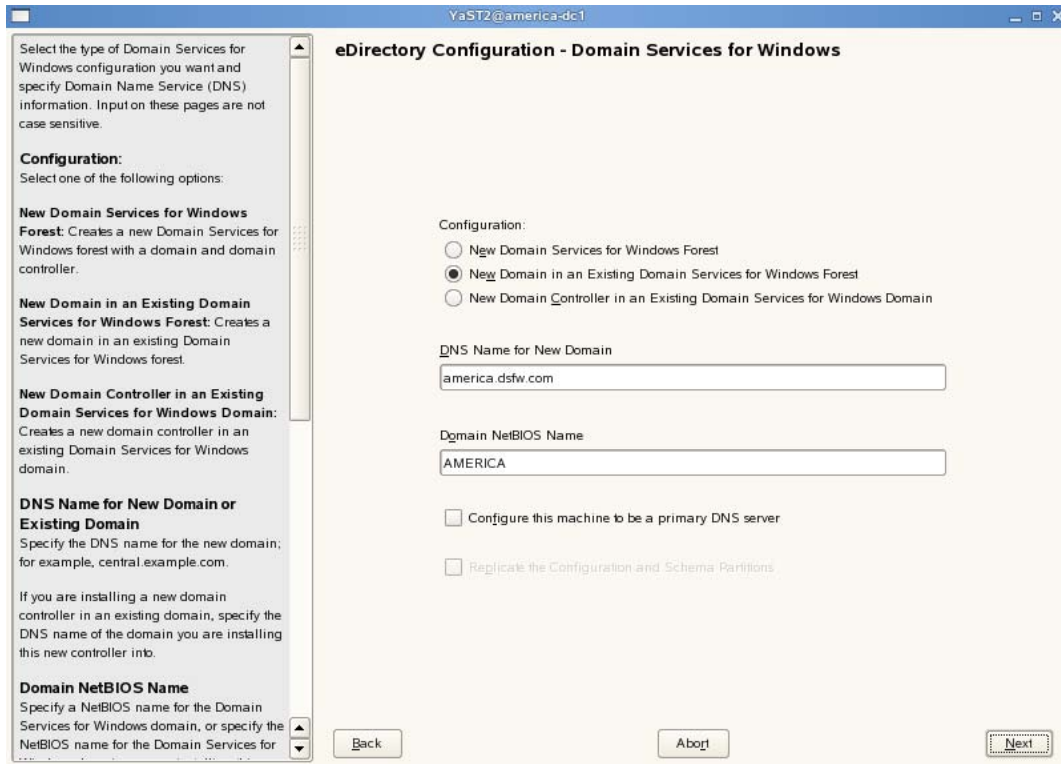 YaST2@america-dc1
Select the type of Domain Services for
Windows configuration you want and
specify Domain Name Service (DNS)
information. Input on these pages are not
case sensitive.
Configuration:
Select one of the following options:
New Domain Services for Windows
Forest: Creates a new Domain Services for
Windows forest with a domain and domain
controller.
New Domain in an Existing Domain
Services for Windows Forest: Creates a
new domain in an existing Domain
Services for Windows forest.
New Domain Controller in an Existing
Domain Services for Windows Domain:
Creates a new domain controller in an
existing Domain Services for Windows
domain.
DNS Name for New Domain or
Existing Domain
Specify the DNS name for the new domain;
for example, central.example.com.
If you are installing a new domain
controller in an existing domain, specify the
DNS name of the domain you are installing
this new controller into.
Domain NetBIOS Name
Specify a NetBIOS name for the Domain
Services for Windows domain, or specify the
NetBIOS name for the Domain Services for
eDirectory Configuration - Domain Services for Windows
Configuration:
New Domain Services for Windows Forest
New Domain in an Existing Domain Services for Windows Forest
New Domain Controller in an Existing Domain Services for Windows Domain
DNS Name for New Domain
america.dsfw.com
Domain NetBIOS Name
AMERICA
Configure this machine to be a primary DNS server
Replicate the Configuration and Schema Partitions
Back
Abort
Next